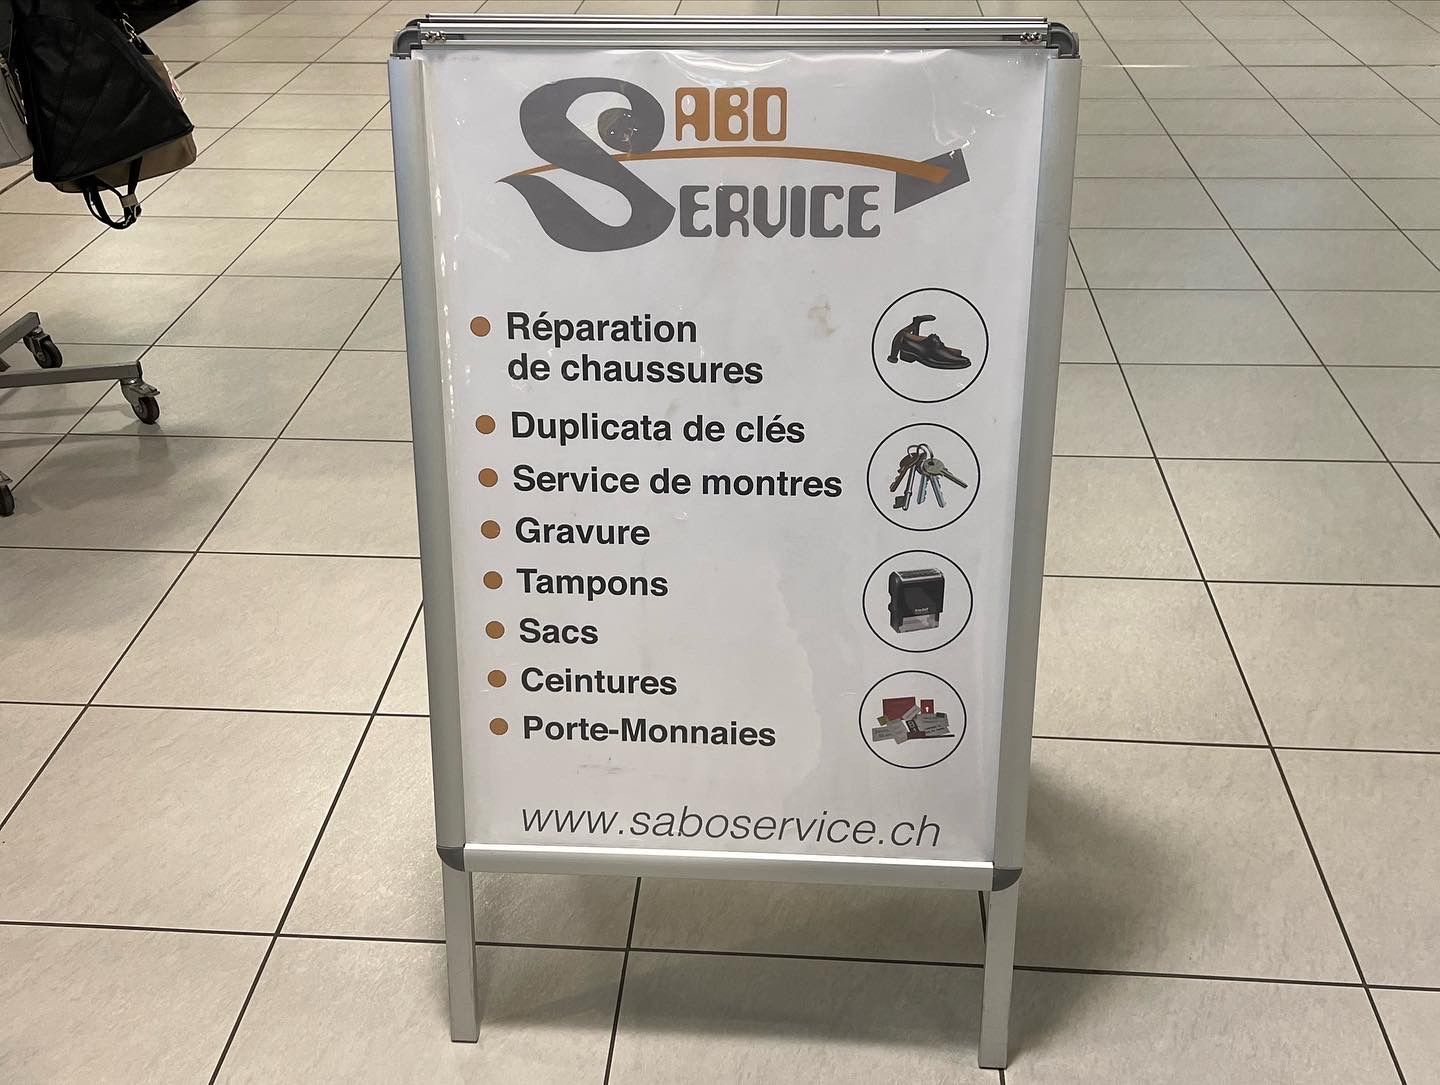 SABO
SERVICE
Réparation
de chaussures
Duplicata de clés
Service de montres
Gravure
Tampons
Sacs
Ceintures
Porte-Monnaies
www.saboservice.ch